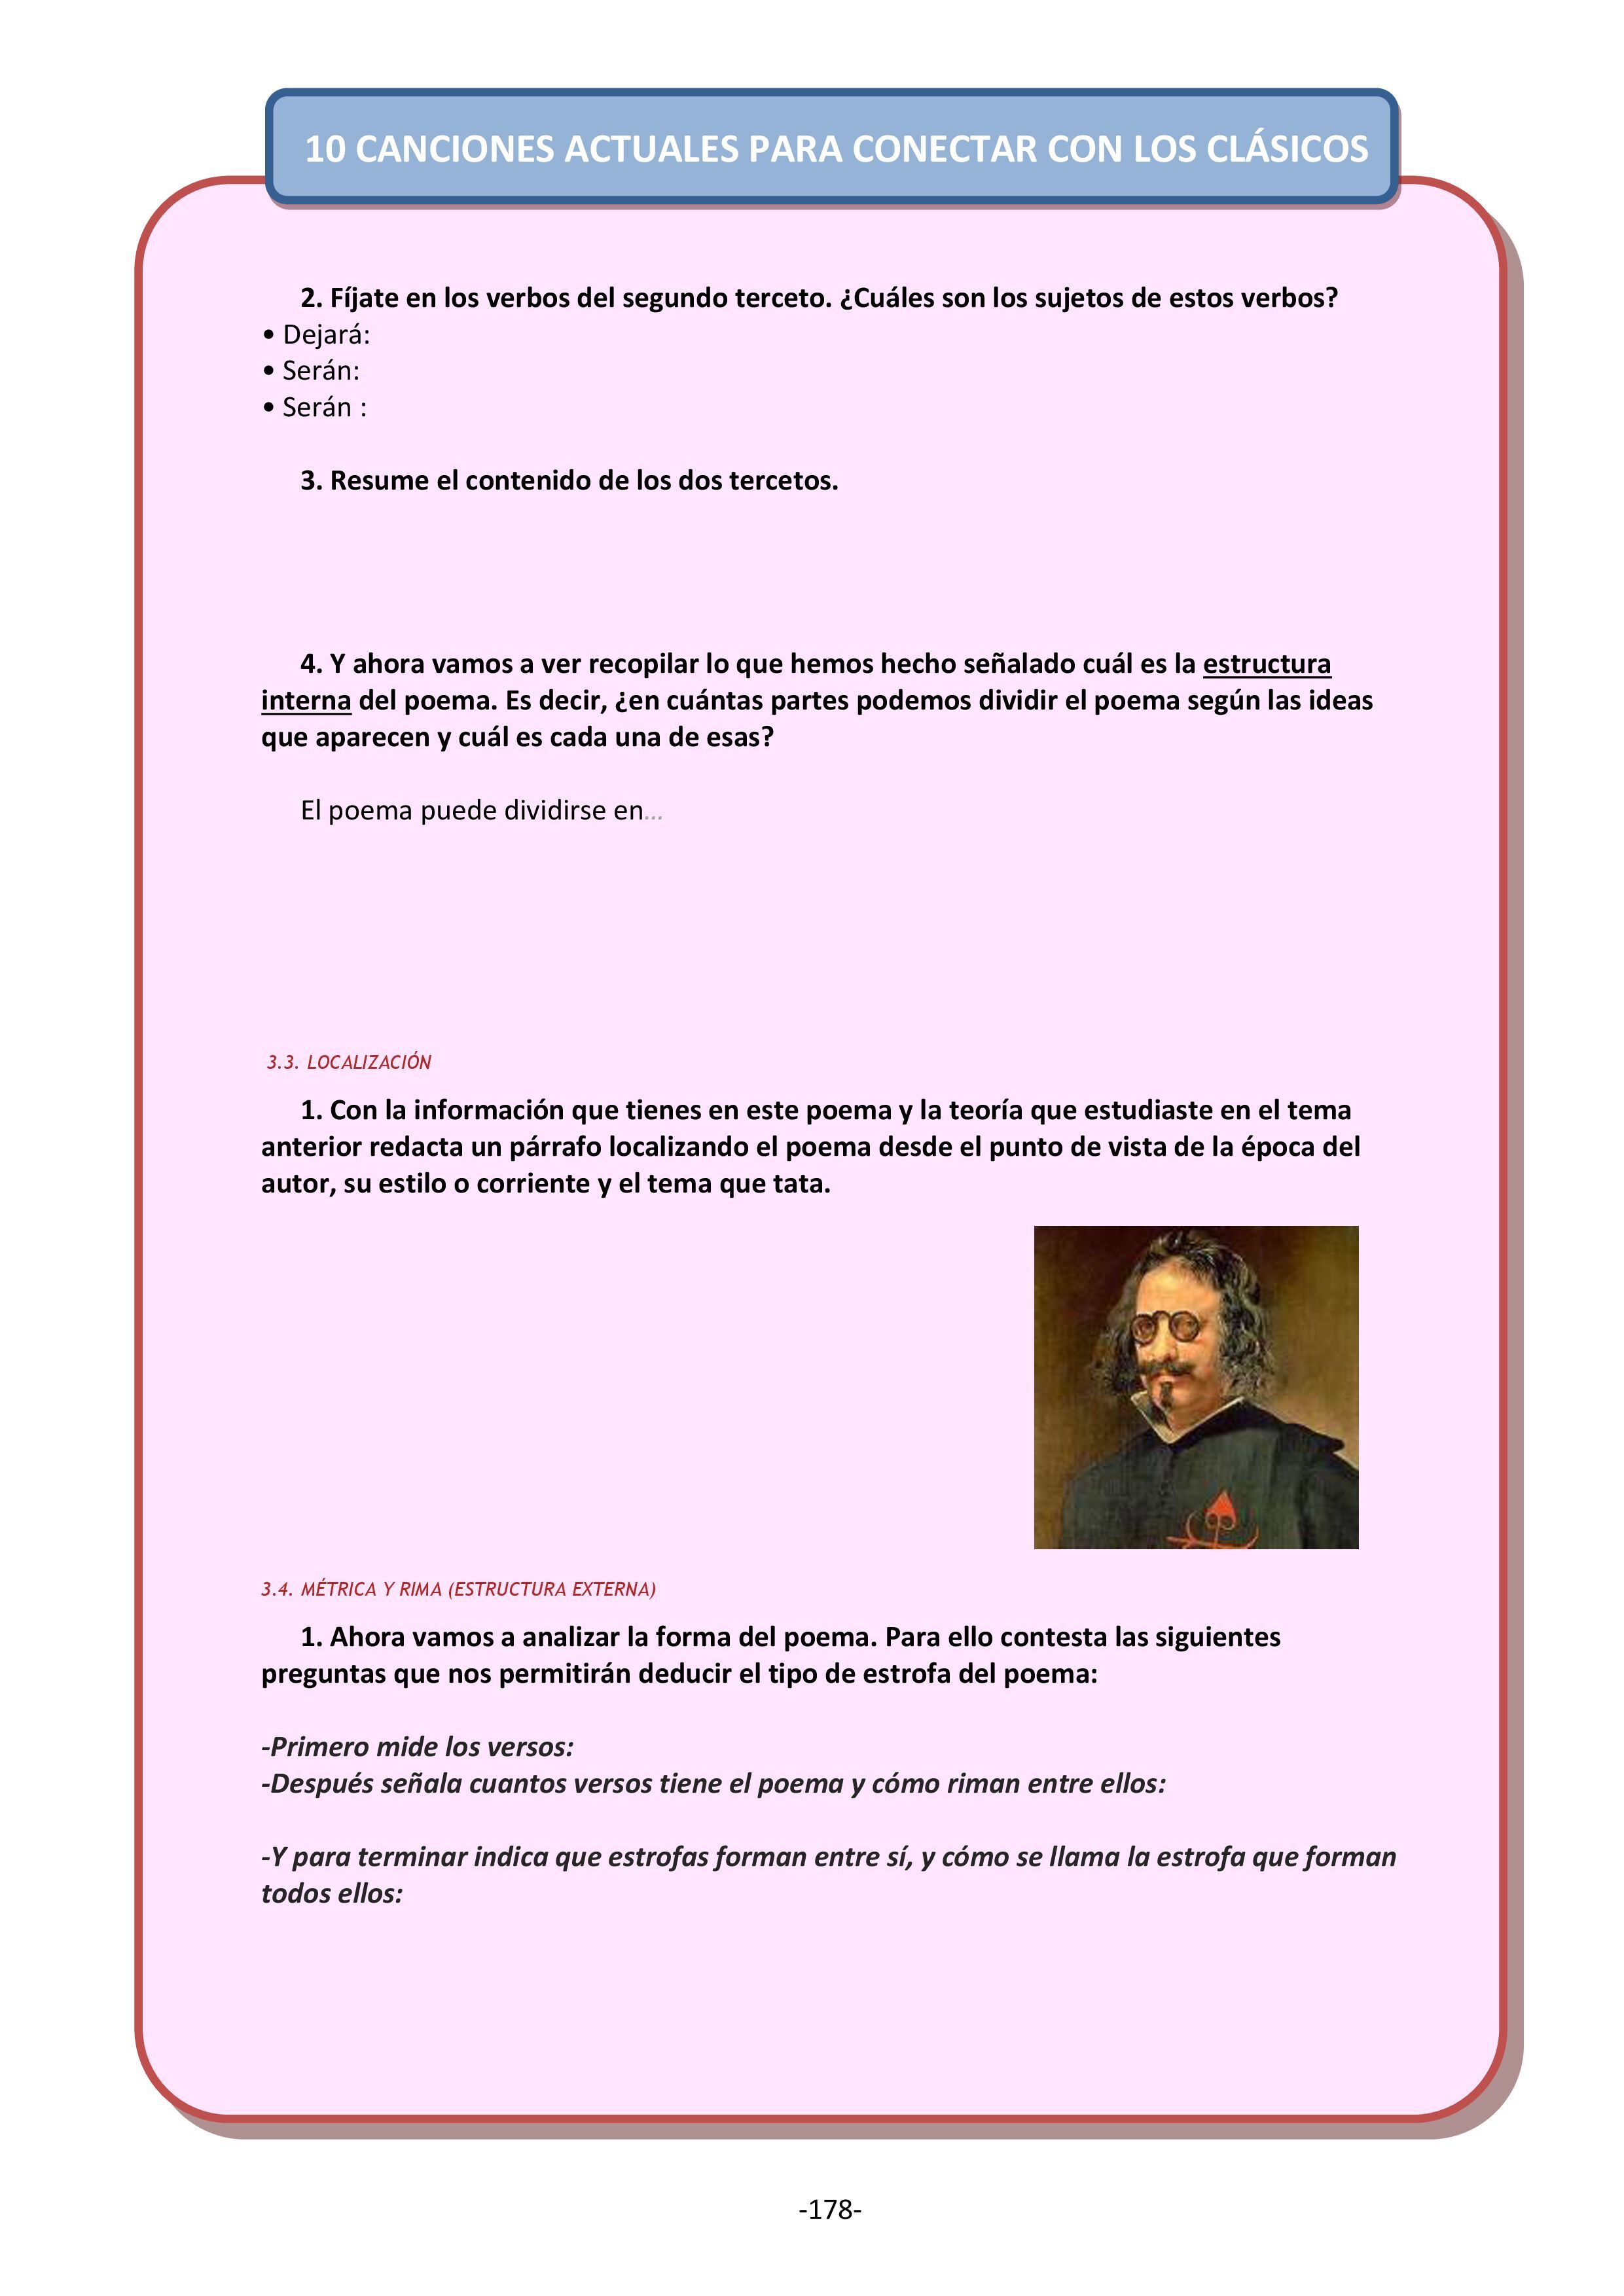 10 CANCIONES ACTUALES PARA CONECTAR CON LOS CLÁSICOS
2. Fíjate en los verbos del segundo terceto. ¿Cuáles son los sujetos de estos verbos?
• Dejará:
• Serán:
• Serán :
3. Resume el contenido de los dos tercetos.
4. Y ahora vamos a ver recopilar lo que hemos hecho señalado cuál es la estructura
interna del poema. Es decir, ¿en cuántas partes podemos dividir el poema según las ideas
que aparecen y cuál es cada una de esas?
El poema puede dividirse en...
3.3. LOCALIZACIÓN
1. Con la información que tienes en este poema y la teoría que estudiaste en el tema
anterior redacta un párrafo localizando el poema desde el punto de vista de la época del
autor, su estilo o corriente y el tema que tata.
3.4. MÉTRICA Y RIMA (ESTRUCTURA EXTERNA)
1. Ahora vamos a analizar la forma del poema. Para ello contesta las siguientes
preguntas que nos permitirán deducir el tipo de estrofa del poema:
-Primero mide los versos:
-Después señala cuantos versos tiene el poema y cómo riman entre ellos:
-Y para terminar indica que estrofas forman entre sí, y cómo se llama la estrofa que forman
todos ellos:
-178-